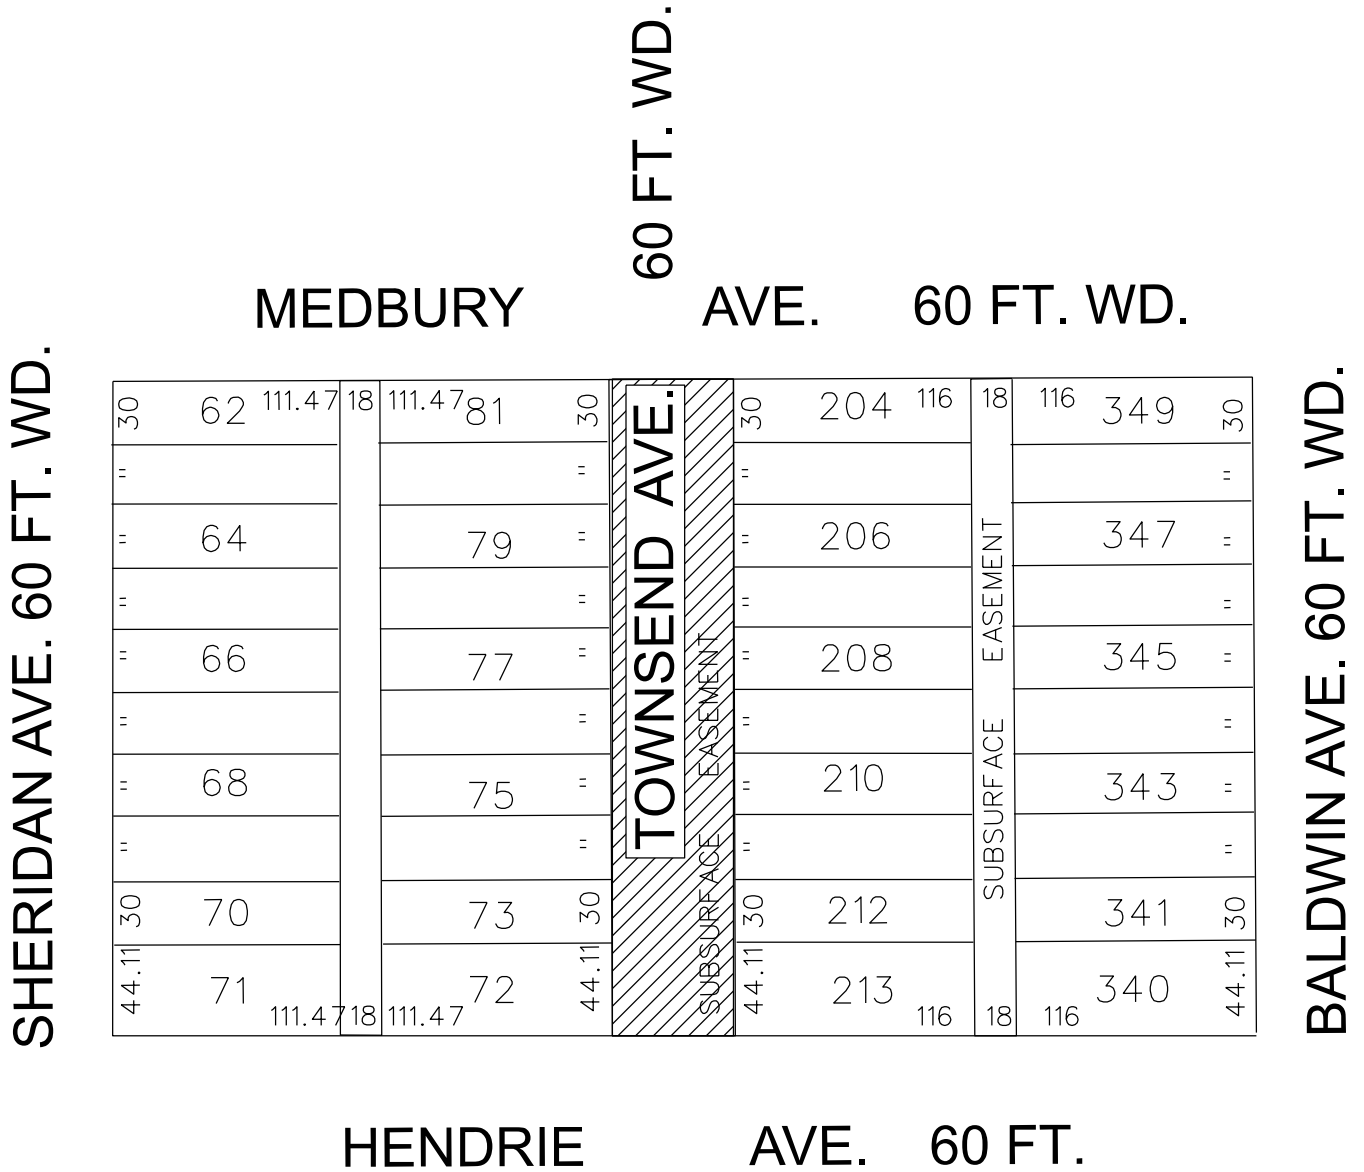 60 FT. WD.
MEDBURY AVE. 60 FT. WD.
SHERIDAN AVE. 60 FT. WD.
BALDWIN AVE. 60 FT. WD.
TOWNSEND AVE.
SUBSURFACE EASEMENT
SUBSURFACE EASEMENT
30 62 111.47 18 111.47 81 30 30 204 116 18 116 349 30
" " " "
" 64 79 " " 206 347 "
" " " "
" 66 77 " " 208 345 "
" " " "
" 68 75 " " 210 343 "
" " " "
30 70 73 30 30 212 341 30
44.11 71 72 44.11 44.11 213 340 44.11
111.47 18 111.47 116 18 116
HENDRIE AVE. 60 FT.